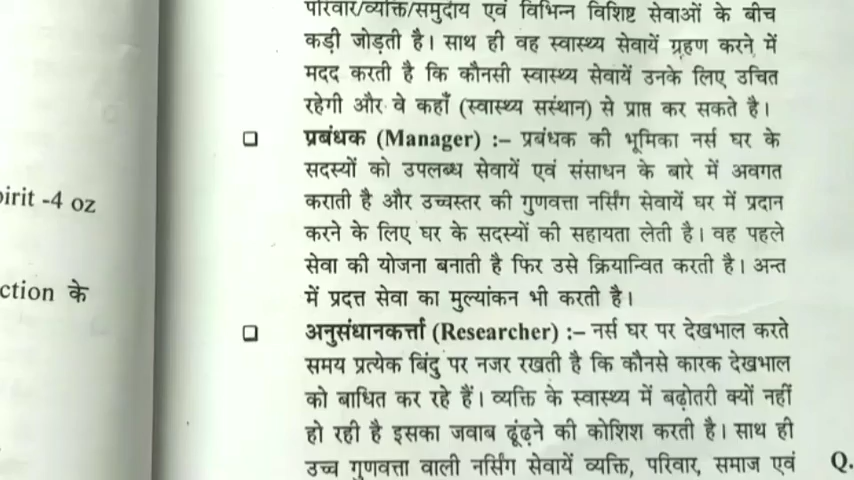 irit -4 oz
ction के
परिवार/व्यक्ति/समुदाय एवं विभिन्न विशिष्ट सेवाओं के बीच
कड़ी जोड़ती है। साथ ही वह स्वास्थ्य सेवायें ग्रहण करने में
मदद करती है कि कौनसी स्वास्थ्य सेवायें उनके लिए उचित
रहेगी और वे कहाँ (स्वास्थ्य सस्थान) से प्राप्त कर सकते है।
❑ प्रबंधक (Manager) :– प्रबंधक की भूमिका नर्स घर के
सदस्यों को उपलब्ध सेवायें एवं संसाधन के बारे में अवगत
कराती है और उच्चस्तर की गुणवत्ता नर्सिंग सेवायें घर में प्रदान
करने के लिए घर के सदस्यों की सहायता लेती है। वह पहले
सेवा की योजना बनाती है फिर उसे क्रियान्वित करती है। अन्त
में प्रदत्त सेवा का मुल्यांकन भी करती है।
❑ अनुसंधानकर्त्ता (Researcher) :– नर्स घर पर देखभाल करते
समय प्रत्येक बिंदु पर नजर रखती है कि कौनसे कारक देखभाल
को बाधित कर रहे हैं। व्यक्ति के स्वास्थ्य में बढ़ोतरी क्यों नहीं
हो रही है इसका जवाब ढूंढ़ने की कोशिश करती है। साथ ही
उच्च गुणवत्ता वाली नर्सिंग सेवायें व्यक्ति, परिवार, समाज एवं
Q.